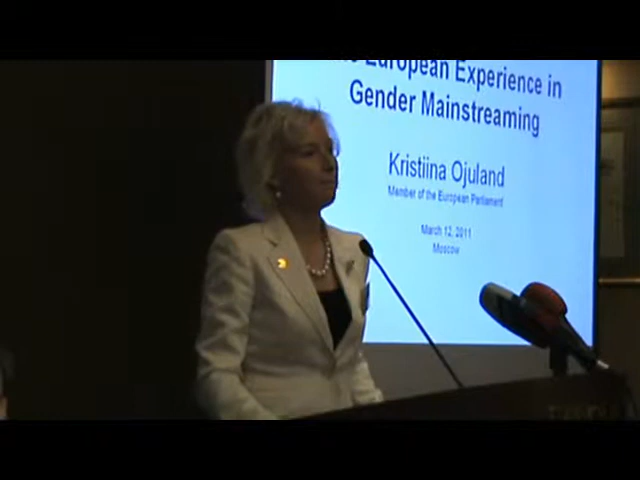 European Experience in
Gender Mainstreaming
Kristiina Ojuland
Member of the European Parliament
March 12, 2011
Moscow